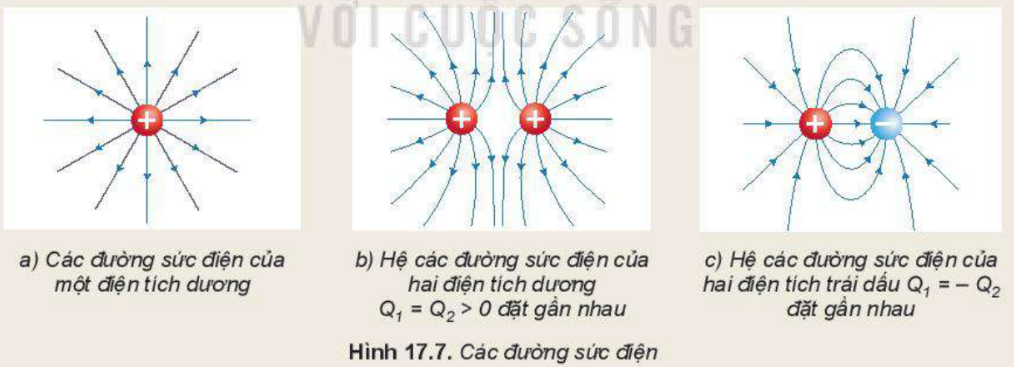 VỚI CUỘC SỐNG
a) Các đường sức điện của
một điện tích dương
b) Hệ các đường sức điện của
hai điện tích dương
Q₁ = Q₂ > 0 đặt gần nhau
c) Hệ các đường sức điện của
hai điện tích trái dấu Q₁ = – Q₂
đặt gần nhau
Hình 17.7. Các đường sức điện